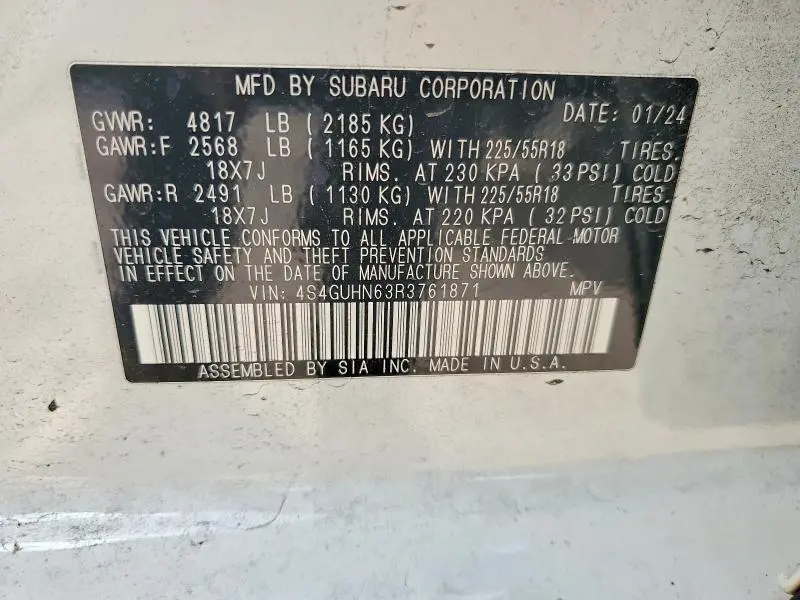 MFD BY SUBARU CORPORATION
GVWR: 4817 LB (2185 KG) DATE: 01/24
GAWR:F 2568 LB (1165 KG) WITH 225/55R18 TIRES.
18X7J RIMS. AT 230 KPA (33 PSI) COLD
GAWR:R 2491 LB (1130 KG) WITH 225/55R18 TIRES.
18X7J RIMS. AT 220 KPA (32 PSI) COLD
THIS VEHICLE CONFORMS TO ALL APPLICABLE FEDERAL MOTOR
VEHICLE SAFETY AND THEFT PREVENTION STANDARDS
IN EFFECT ON THE DATE OF MANUFACTURE SHOWN ABOVE.
VIN: 4S4GUHN63R3761871 MPV
ASSEMBLED BY SIA INC. MADE IN U.S.A.